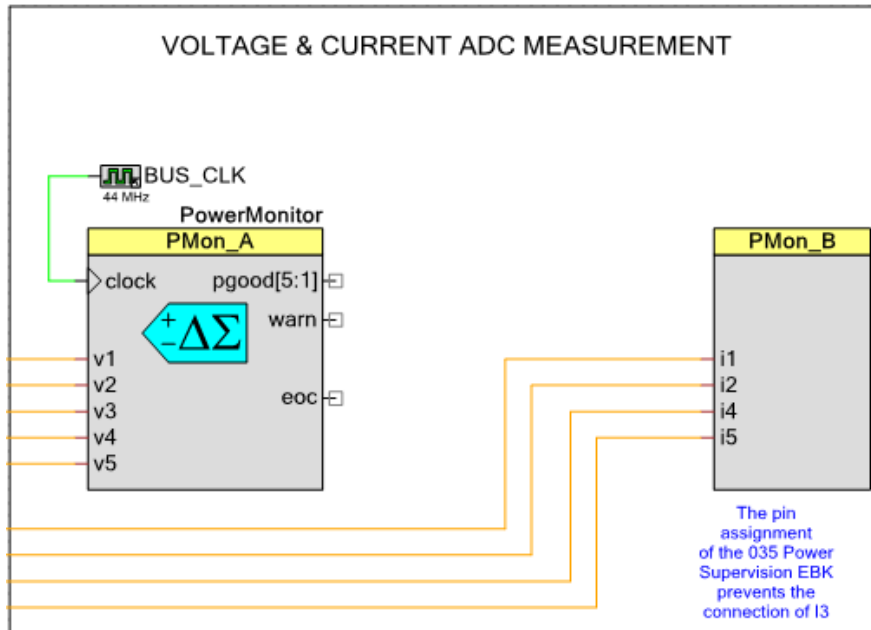 VOLTAGE & CURRENT ADC MEASUREMENT
BUS_CLK
44 MHz
PowerMonitor
PMon_A
clock
pgood[5:1]
warn
+
-ΔΣ
eoc
v1
v2
v3
v4
v5
PMon_B
i1
i2
i4
i5
The pin
assignment
of the 035 Power
Supervision EBK
prevents the
connection of I3